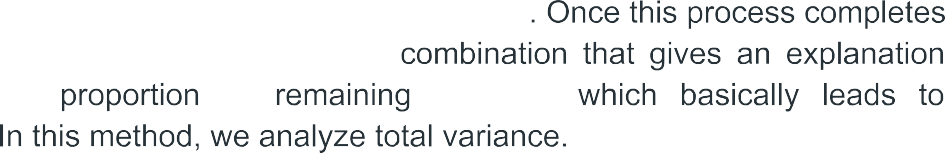 . Once this process completes
combination that gives an explanation
proportion remaining which basically leads to
In this method, we analyze total variance.